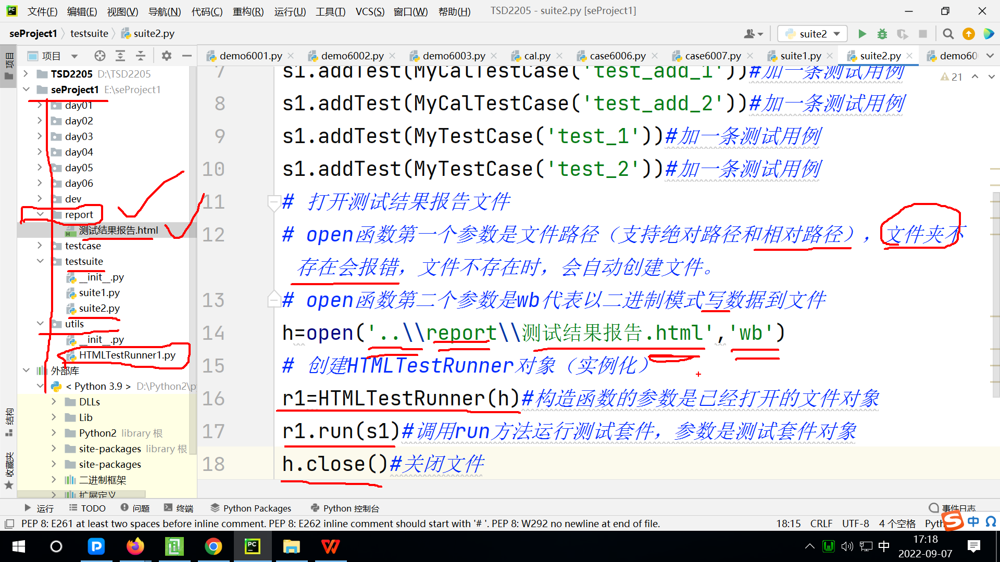 文件(F) 编辑(E) 视图(V) 导航(N) 代码(C) 重构(R) 运行(U) 工具(T) VCS(S) 窗口(W) 帮助(H) TSD2205 - suite2.py [seProject1]
seProject1 testsuite suite2.py suite2
项目 demo6001.py demo6002.py demo6003.py cal.py case6006.py case6007.py suite1.py suite2.py demo60
项目
TSD2205 D:\TSD2205
seProject1 E:\seProject1
day01
day02
day03
day04
day05
day06
dev
report
测试结果报告.html
testcase
testsuite
__init__.py
suite1.py
suite2.py
utils
__init__.py
HTMLTestRunner1.py
外部库
< Python 3.9 > D:\Python2\p
DLLs
Lib
Python2 library 根
site-packages library 根
site-packages
二进制框架
扩展定义
结构
收藏夹
21
7 s1.addTest(MyCalTestCase('test_add_1'))#加一条测试用例
8 s1.addTest(MyCalTestCase('test_add_2'))#加一条测试用例
9 s1.addTest(MyTestCase('test_1'))#加一条测试用例
10 s1.addTest(MyTestCase('test_2'))#加一条测试用例
11 # 打开测试结果报告文件
12 # open函数第一个参数是文件路径（支持绝对路径和相对路径），文件夹不
存在会报错，文件不存在时，会自动创建文件。
13 # open函数第二个参数是wb代表以二进制模式写数据到文件
14 h=open('..\\report\\测试结果报告.html','wb')
15 # 创建HTMLTestRunner对象（实例化）
16 r1=HTMLTestRunner(h)#构造函数的参数是已经打开的文件对象
17 r1.run(s1)#调用run方法运行测试套件，参数是测试套件对象
18 h.close()#关闭文件
运行 TODO 问题 终端 Python Packages Python 控制台 事件日志
PEP 8: E261 at least two spaces before inline comment. PEP 8: E262 inline comment should start with '# '. PEP 8: W292 no newline at end of file. 18:15 CRLF UTF-8 4 个空格 Pyth 中
中 17:18
2022-09-07